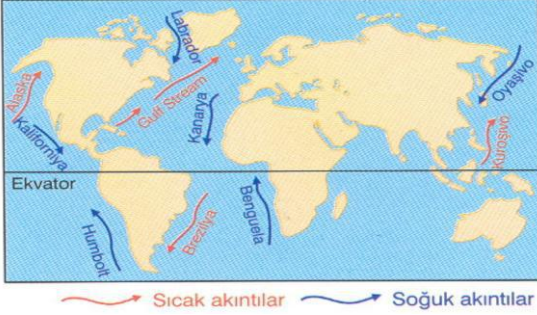 Labrador
Alaska
Gulf Stream
Oyaşivo
Kaliforniya
Kanarya
Kuroşivo
Ekvator
Humbolt
Brezilya
Benguela
Sıcak akıntılar
Soğuk akıntılar